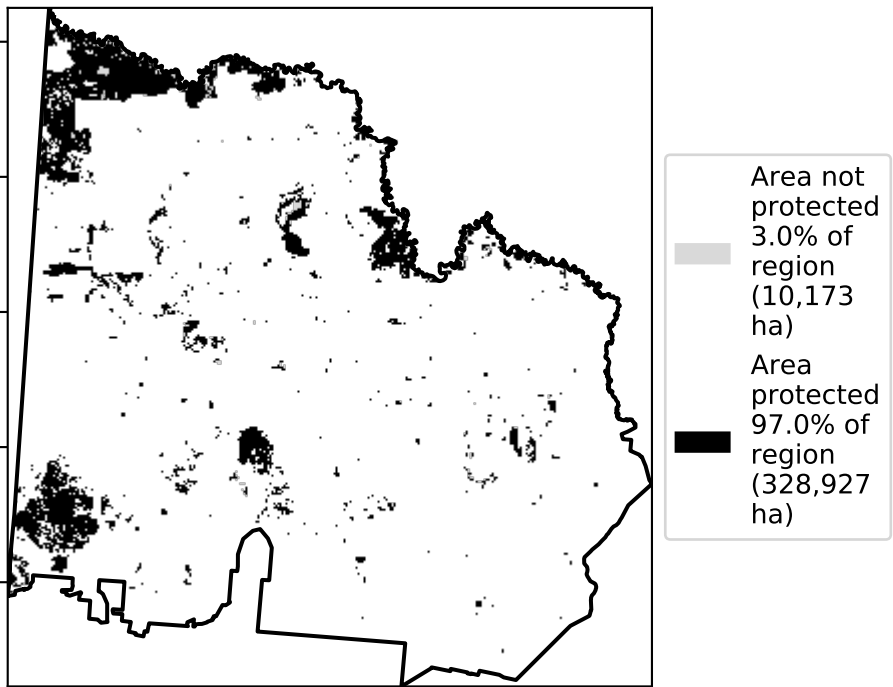 Area not
protected
3.0% of
region
(10,173
ha)
Area
protected
97.0% of
region
(328,927
ha)